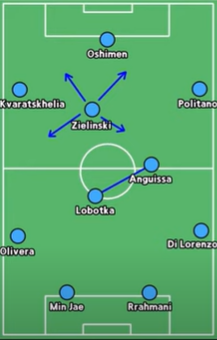 Oshimen
Kvaratskhelia
Politano
Zielinski
Anguissa
Lobotka
Olivera
Di Lorenzo
Min Jae
Rrahmani